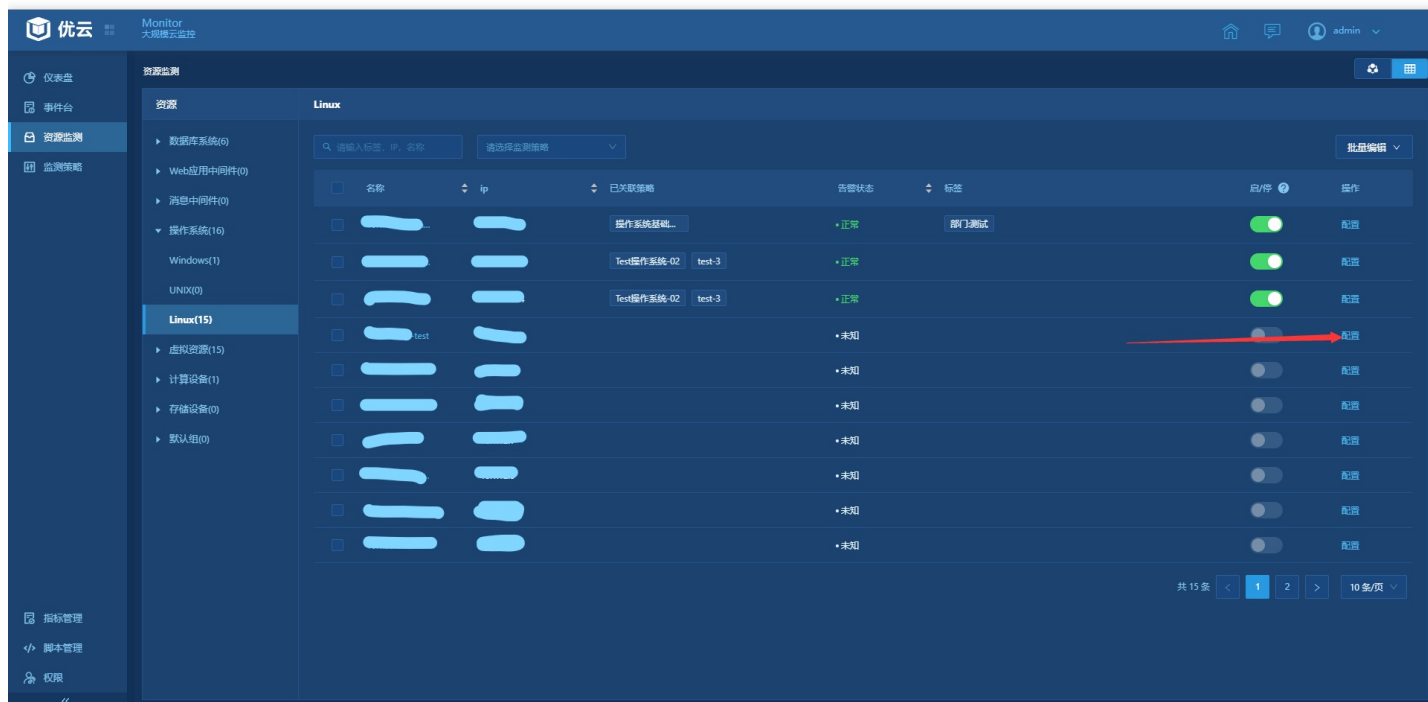 优云
Monitor
大规模云监控
admin
仪表盘
事件台
资源监测
监测策略
指标管理
脚本管理
权限
资源监测
资源
数据库系统(6)
Web应用中间件(0)
消息中间件(0)
操作系统(16)
Windows(1)
UNIX(0)
Linux(15)
虚拟资源(15)
计算设备(1)
存储设备(0)
默认组(0)
Linux
请输入标签、IP、名称 请选择监测策略 批量编辑
名称 ip 已关联策略 告警状态 标签 启/停 操作
操作系统基础... 正常 部门:测试 配置
Test操作系统-02 test-3 正常 配置
Test操作系统-02 test-3 正常 配置
-test 未知 配置
未知 配置
未知 配置
未知 配置
未知 配置
未知 配置
未知 配置
共 15 条 < 1 2 > 10 条/页